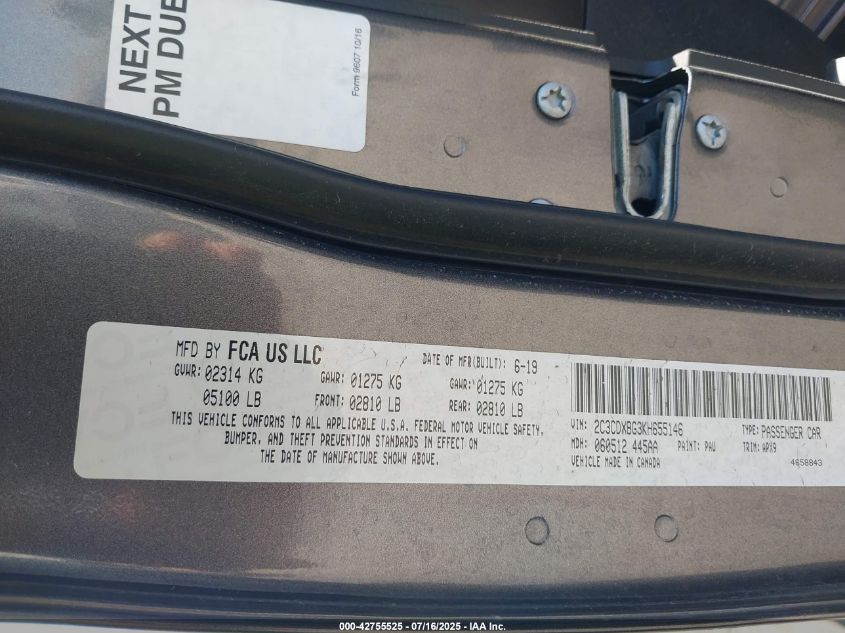 NEXT
PM DUE
Form 9607 10/16
MFD BY FCA US LLC
DATE OF MFR(BUILT): 6-19
GVWR: 02314 KG
GAWR: 01275 KG
GAWR: 01275 KG
05100 LB
FRONT: 02810 LB
REAR: 02810 LB
THIS VEHICLE CONFORMS TO ALL APPLICABLE U.S.A. FEDERAL MOTOR VEHICLE SAFETY,
BUMPER, AND THEFT PREVENTION STANDARDS IN EFFECT ON
THE DATE OF MANUFACTURE SHOWN ABOVE.
VIN: 2C3CDXBG3KH655146
TYPE: PASSENGER CAR
MDH: 060512 445AA
PAINT: PAU
TRIM: APX9
VEHICLE MADE IN CANADA
4658843
000-42755525 - 07/16/2025 - IAA Inc.